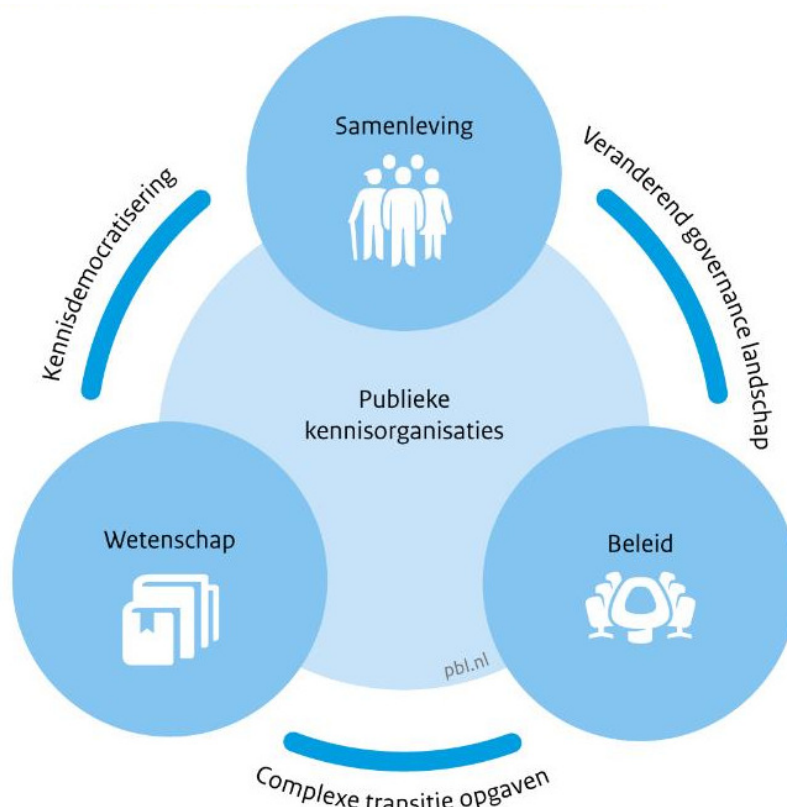 Samenleving
Kennisdemocratisering
Veranderend governance landschap
Publieke
kennisorganisaties
Wetenschap
Beleid
pbl.nl
Complexe transitie opgaven